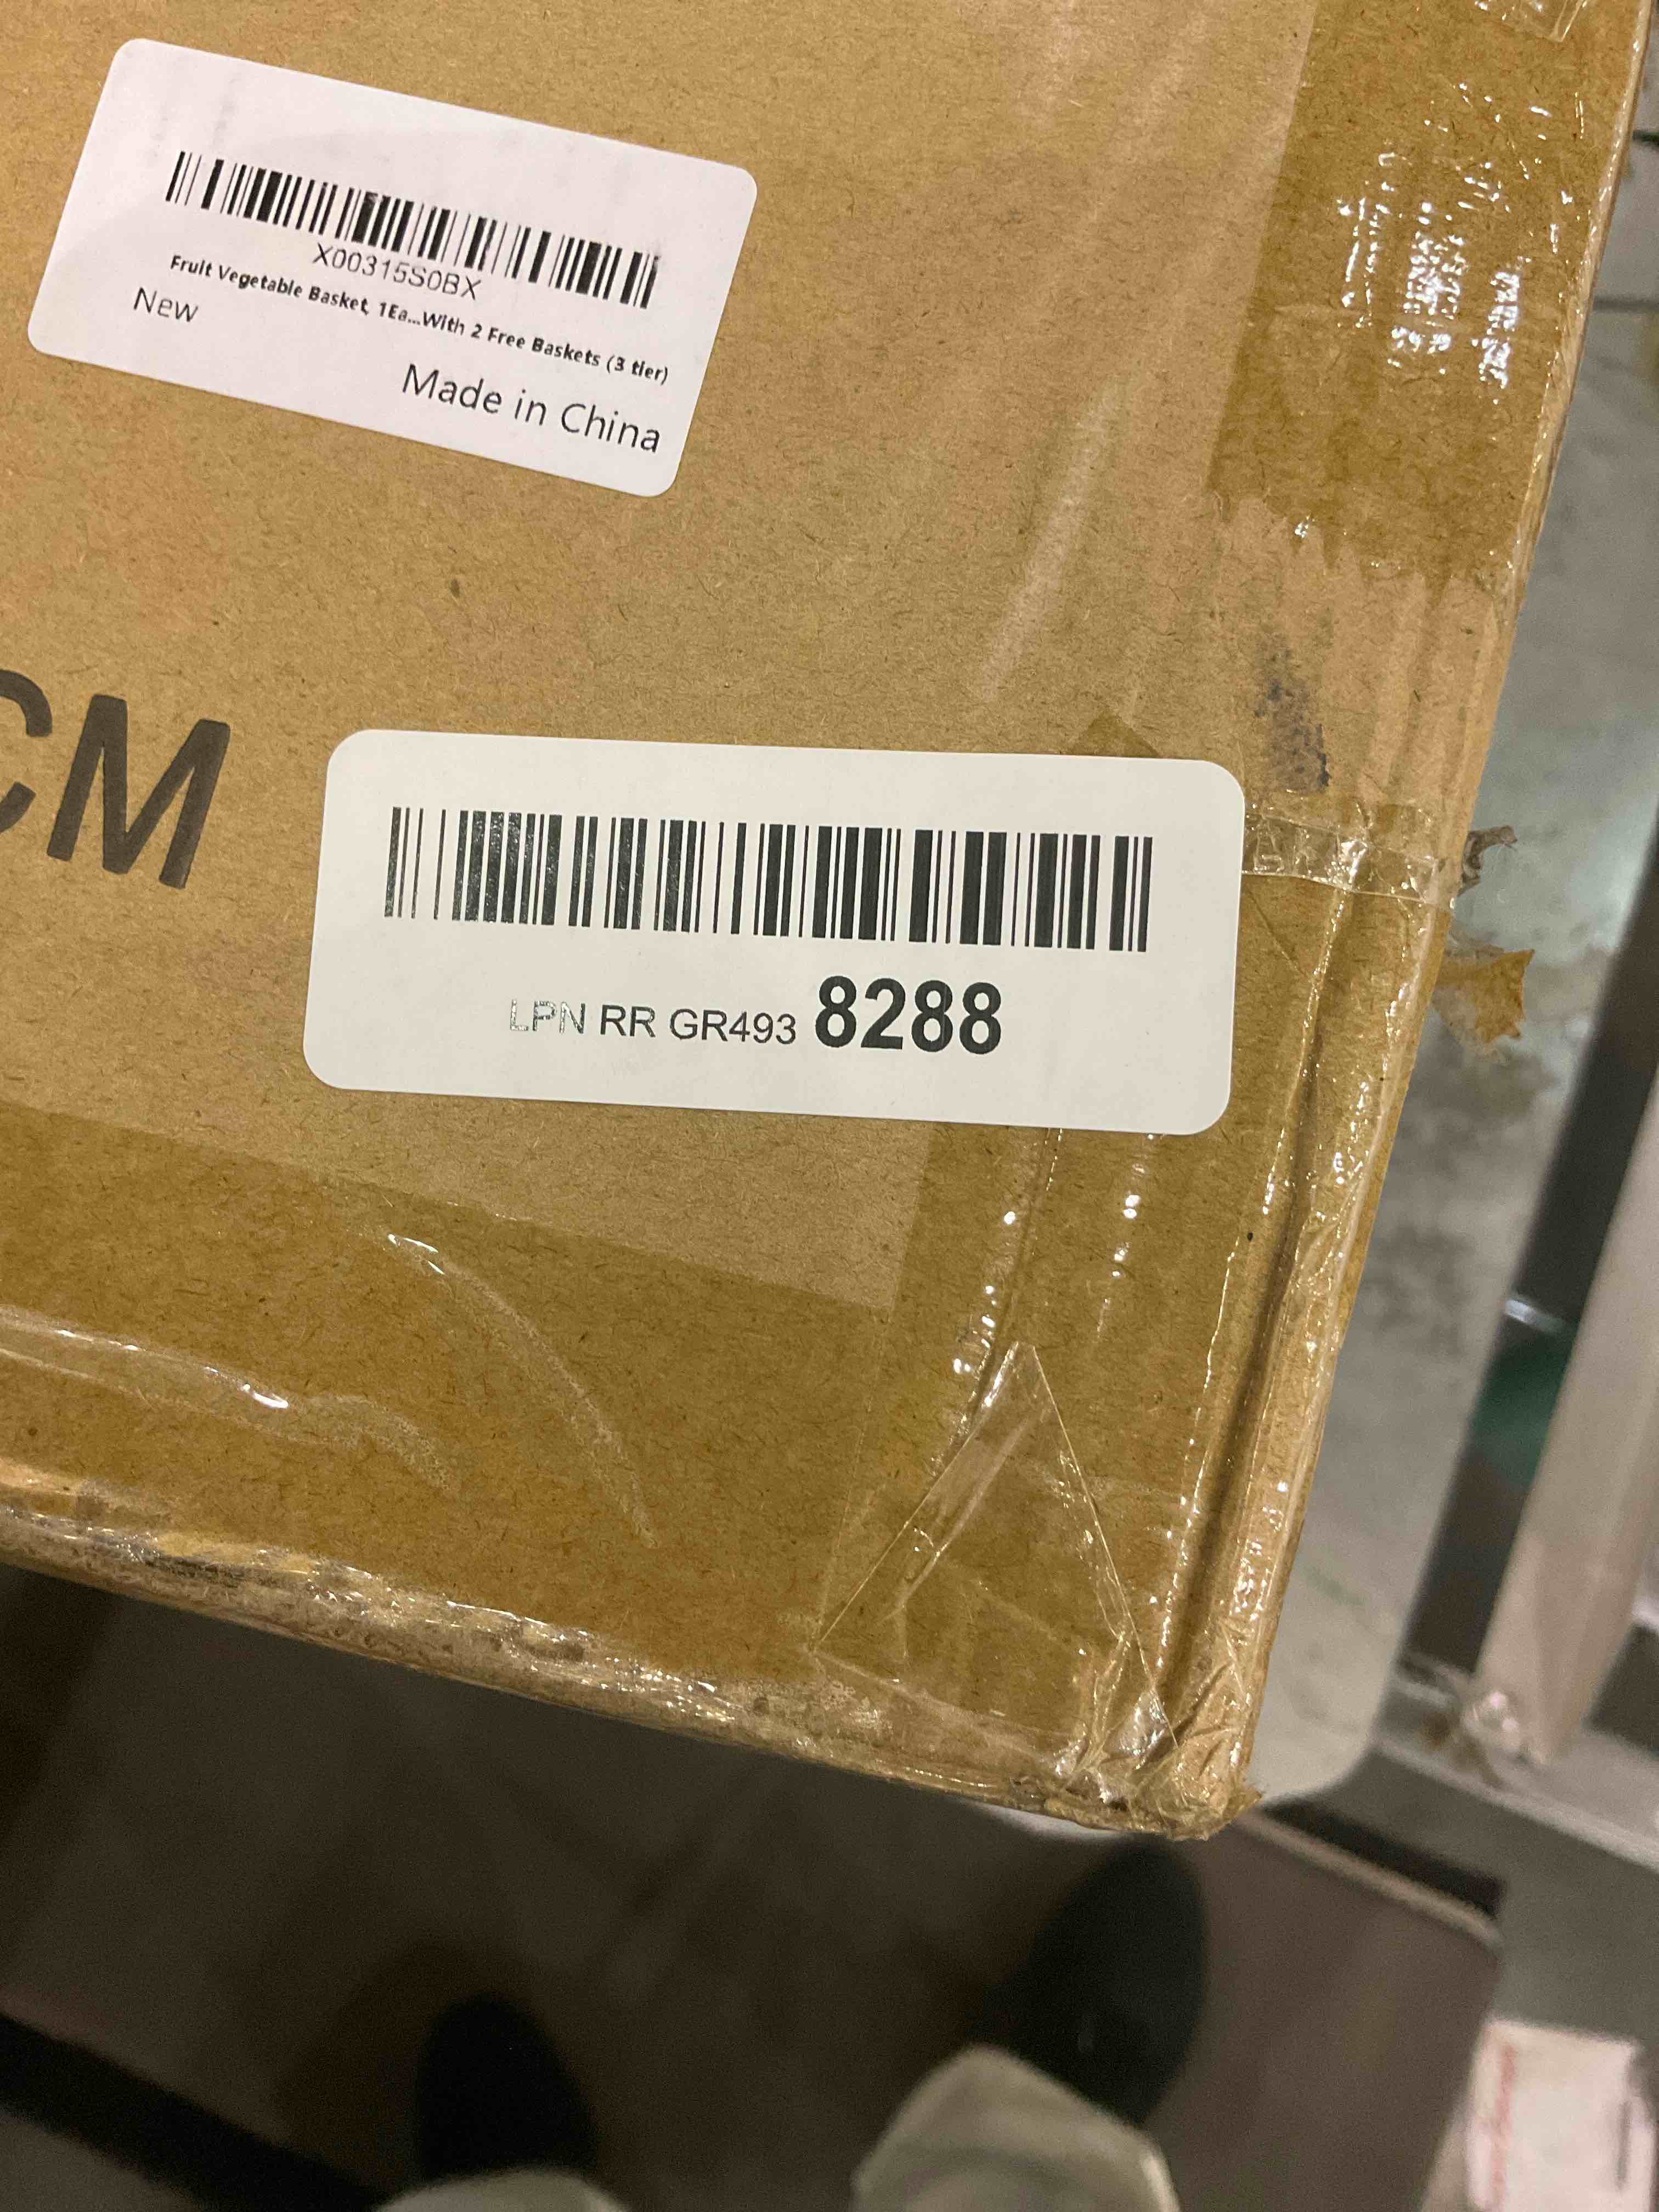 X00315S0BX
Fruit Vegetable Basket, 1Ea...With 2 Free Baskets (3 tier)
New
Made in China
CM
LPN RR GR493 8288